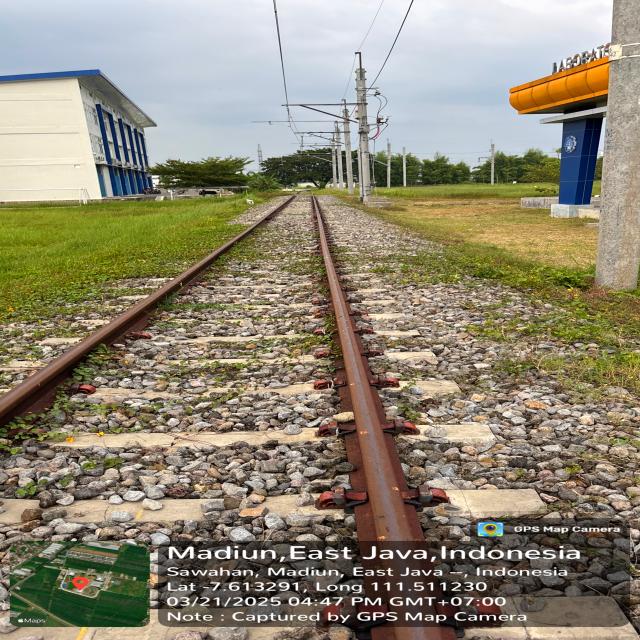 LABORATO
GPS Map Camera
Madiun,East Java,Indonesia
Sawahan, Madiun, East Java --, Indonesia
Lat -7.613291, Long 111.511230
03/21/2025 04:47 PM GMT+07:00
Note : Captured by GPS Map Camera
Maps